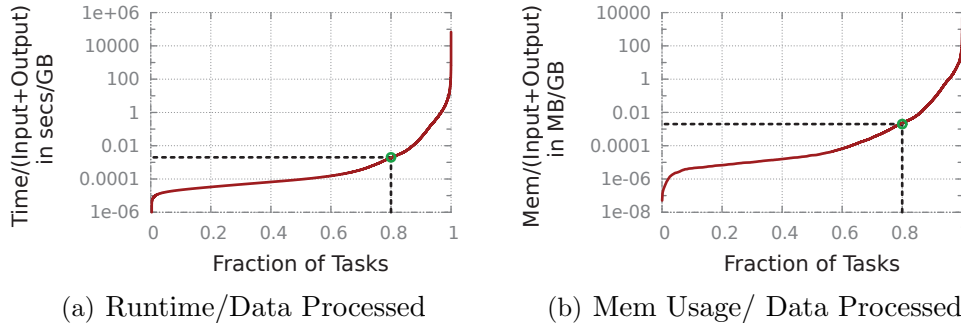 Time/(Input+Output)
in secs/GB
1e+06
10000
100
1
0.01
0.0001
1e-06
0 0.2 0.4 0.6 0.8 1
Fraction of Tasks
(a) Runtime/Data Processed
Mem/(Input+Output)
in MB/GB
10000
100
1
0.01
0.0001
1e-06
1e-08
0 0.2 0.4 0.6 0.8
Fraction of Tasks
(b) Mem Usage/ Data Processed